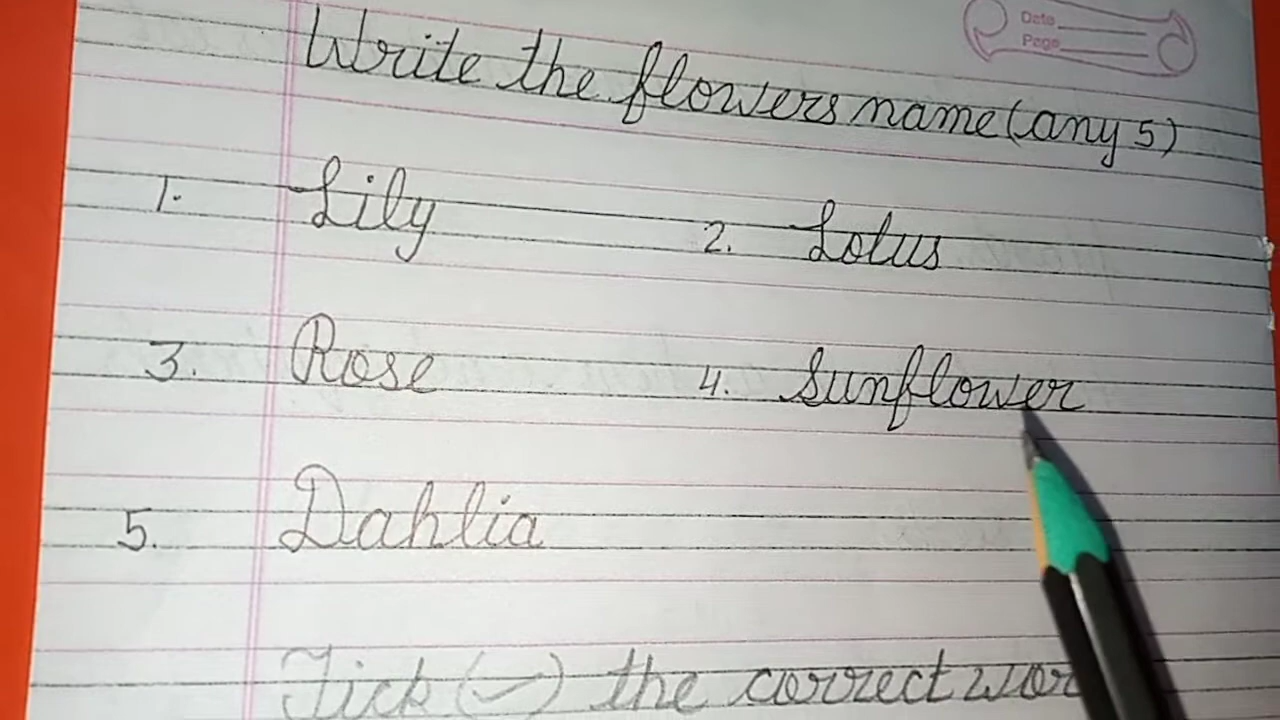 Date
Page
Write the flowers name (any 5)
1. Lily 2. Lotus
3. Rose 4. Sunflower
5. Dahlia
Tick (✓) the correct